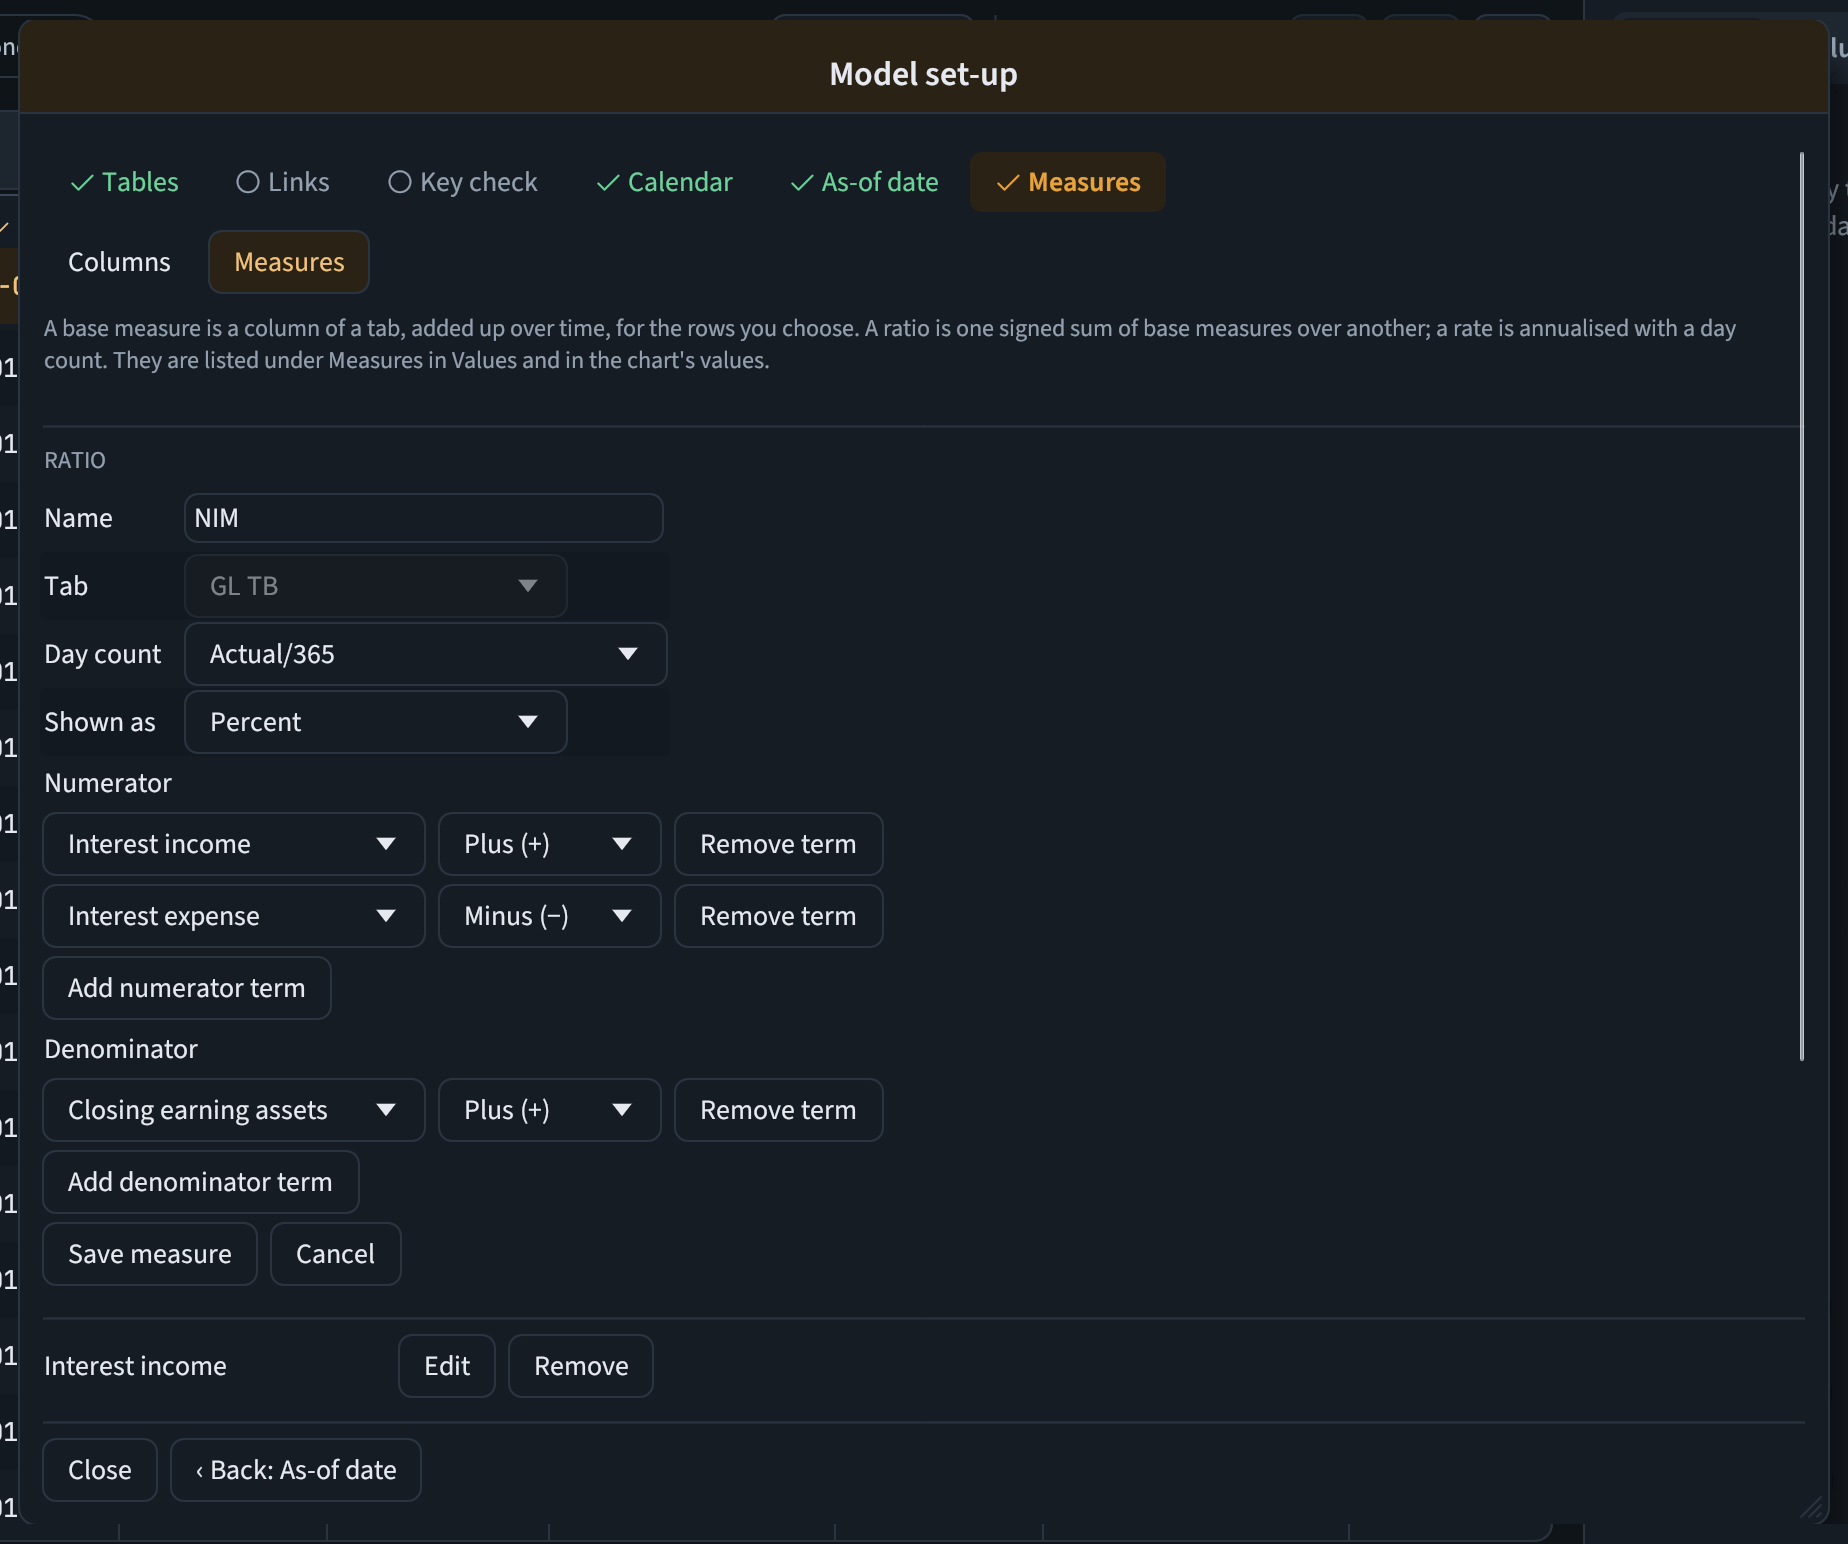 Model set-up
Tables
Links
Key check
Calendar
As-of date
Measures
Columns
Measures
A base measure is a column of a tab, added up over time, for the rows you choose. A ratio is one signed sum of base measures over another; a rate is annualised with a day
count. They are listed under Measures in Values and in the chart's values.
RATIO
Name NIM
Tab GL TB
Day count Actual/365
Shown as Percent
Numerator
Interest income Plus (+) Remove term
Interest expense Minus (−) Remove term
Add numerator term
Denominator
Closing earning assets Plus (+) Remove term
Add denominator term
Save measure Cancel
Interest income Edit Remove
Close ‹ Back: As-of date